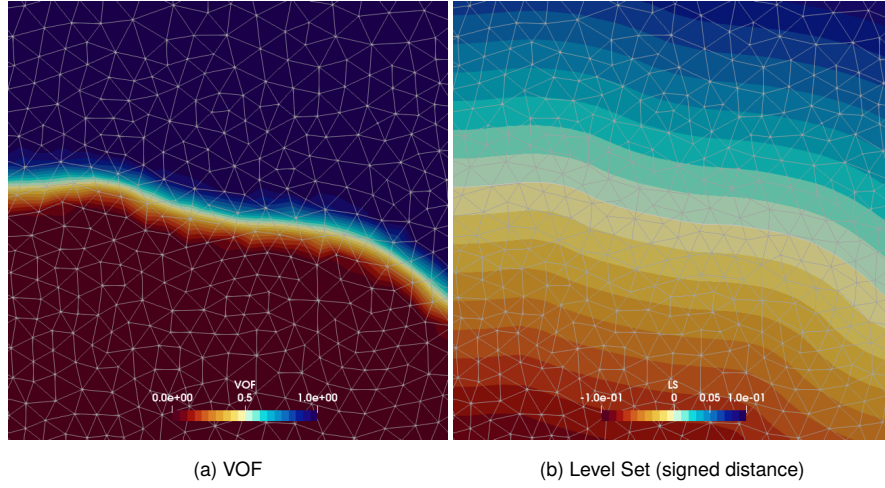 VOF
0.0e+00 0.5 1.0e+00
LS
-1.0e-01 0 0.05 1.0e-01
(a) VOF
(b) Level Set (signed distance)